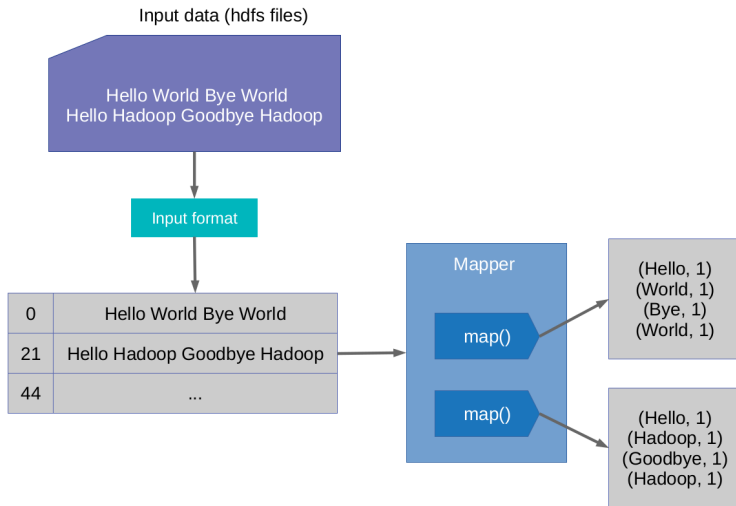 Input data (hdfs files)
Hello World Bye World
Hello Hadoop Goodbye Hadoop
Input format
0 Hello World Bye World
21 Hello Hadoop Goodbye Hadoop
44 ...
Mapper
map()
map()
(Hello, 1)
(World, 1)
(Bye, 1)
(World, 1)
(Hello, 1)
(Hadoop, 1)
(Goodbye, 1)
(Hadoop, 1)